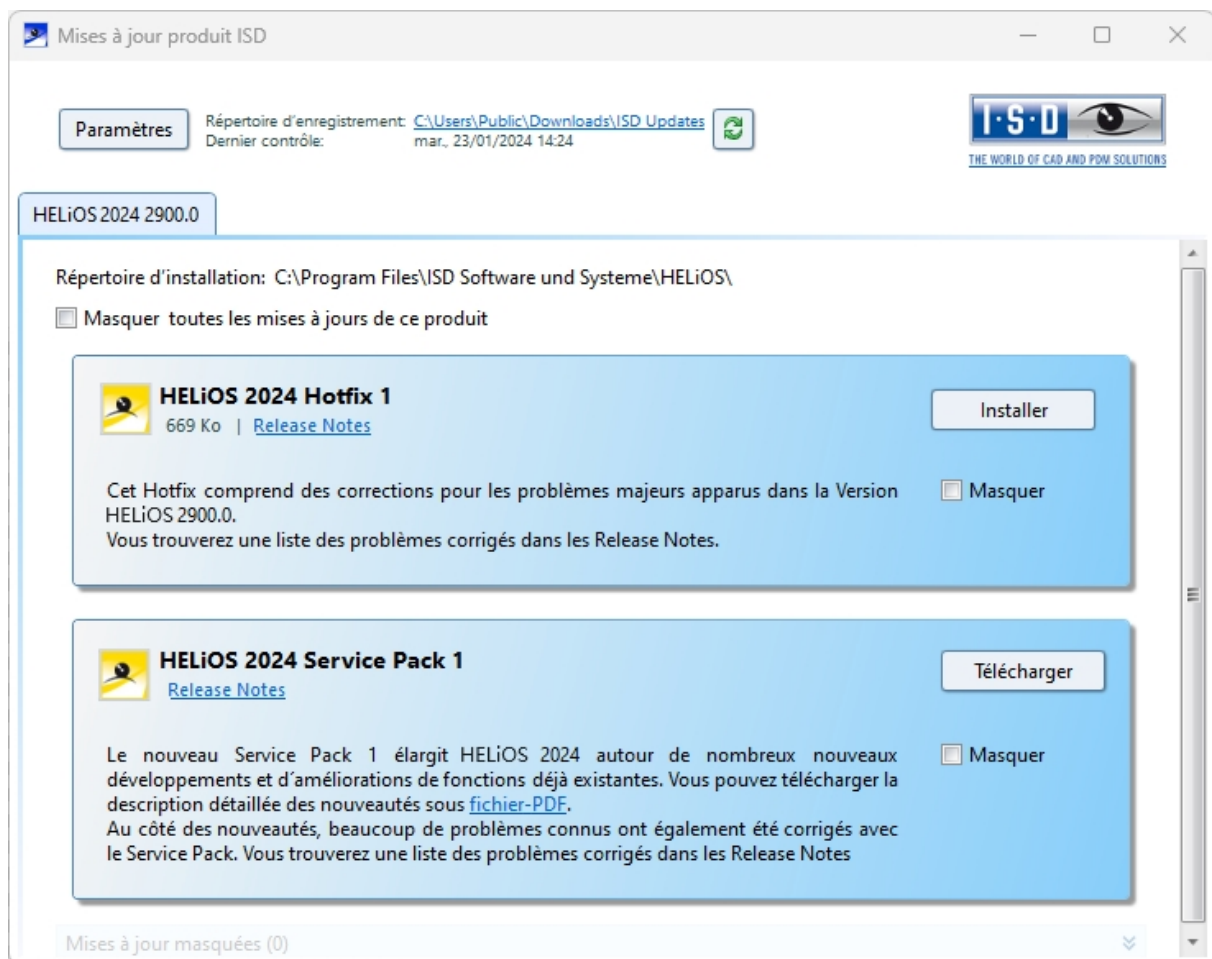 Mises à jour produit ISD
Paramètres
Répertoire d'enregistrement: C:\Users\Public\Downloads\ISD Updates
Dernier contrôle: mar., 23/01/2024 14:24
I·S·D
THE WORLD OF CAD AND PDM SOLUTIONS
HELiOS 2024 2900.0
Répertoire d'installation: C:\Program Files\ISD Software und Systeme\HELiOS\
Masquer toutes les mises à jours de ce produit
HELiOS 2024 Hotfix 1
669 Ko | Release Notes
Installer
Cet Hotfix comprend des corrections pour les problèmes majeurs apparus dans la Version
HELiOS 2900.0.
Vous trouverez une liste des problèmes corrigés dans les Release Notes.
Masquer
HELiOS 2024 Service Pack 1
Release Notes
Télécharger
Le nouveau Service Pack 1 élargit HELiOS 2024 autour de nombreux nouveaux
développements et d´améliorations de fonctions déjà existantes. Vous pouvez télécharger la
description détaillée des nouveautés sous fichier-PDF.
Au côté des nouveautés, beaucoup de problèmes connus ont également été corrigés avec
le Service Pack. Vous trouverez une liste des problèmes corrigés dans les Release Notes
Masquer
Mises à jour masquées (0)